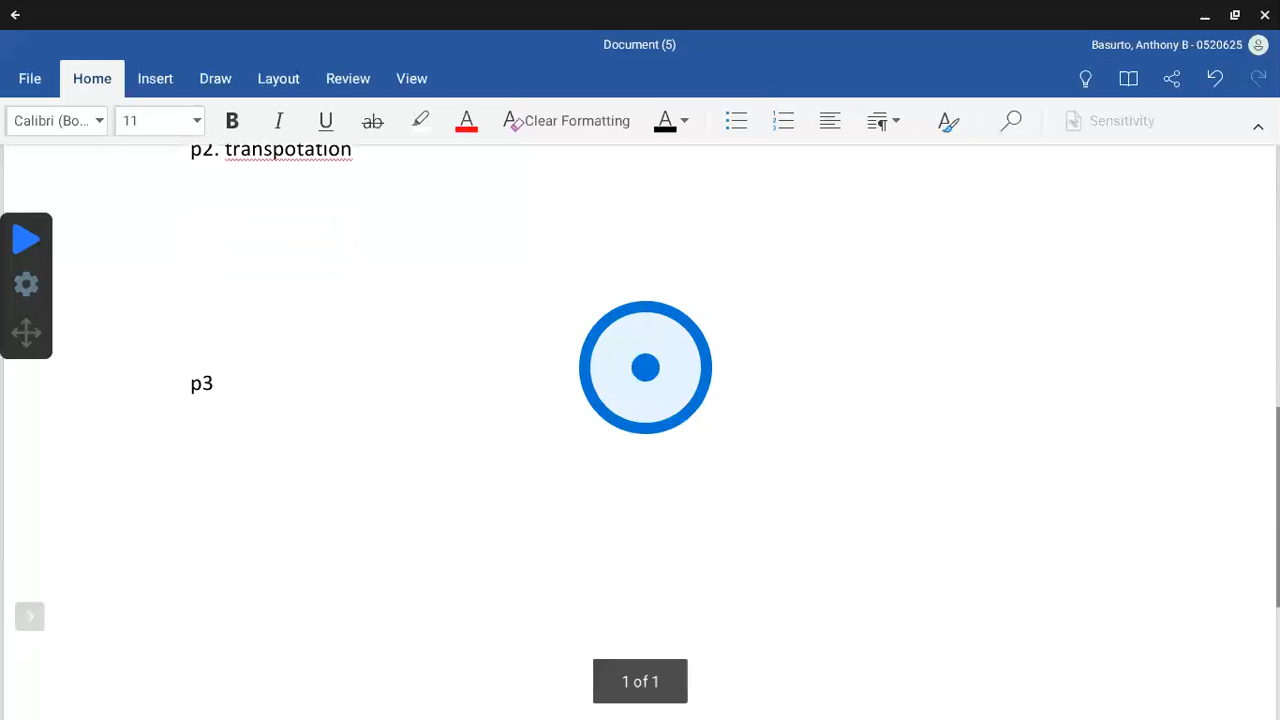 Document (5)
Basurto, Anthony B - 0520625
File Home Insert Draw Layout Review View
Calibri (Bo... 11 B I U ab A Clear Formatting A Sensitivity
p2. transpotation
p3
1 of 1